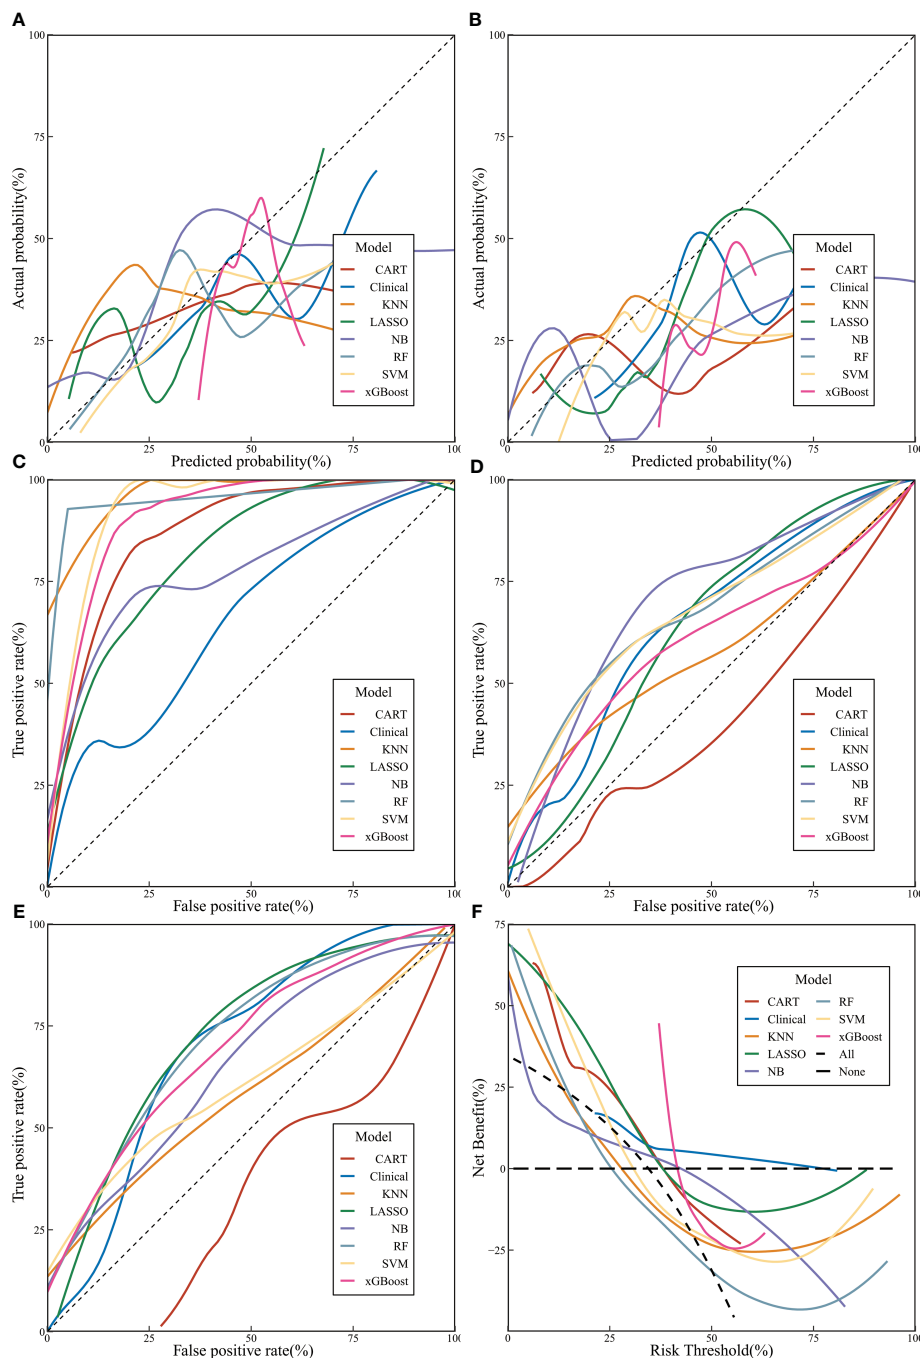 A
100
75
50
25
0
Actual probability(%)
0 25 50 75 100
Predicted probability(%)
Model
CART
Clinical
KNN
LASSO
NB
RF
SVM
xGBoost
B
100
75
50
25
0
Actual probability(%)
0 25 50 75 100
Predicted probability(%)
Model
CART
Clinical
KNN
LASSO
NB
RF
SVM
xGBoost
C
100
75
50
25
0
True positive rate(%)
0 25 50 75 100
False positive rate(%)
Model
CART
Clinical
KNN
LASSO
NB
RF
SVM
xGBoost
D
100
75
50
25
0
True positive rate(%)
0 25 50 75 100
False positive rate(%)
Model
CART
Clinical
KNN
LASSO
NB
RF
SVM
xGBoost
E
100
75
50
25
0
True positive rate(%)
0 25 50 75 100
False positive rate(%)
Model
CART
Clinical
KNN
LASSO
NB
RF
SVM
xGBoost
F
75
50
25
0
−25
Net Benefit(%)
0 25 50 75 100
Risk Threshold(%)
Model
CART RF
Clinical SVM
KNN xGBoost
LASSO All
NB None